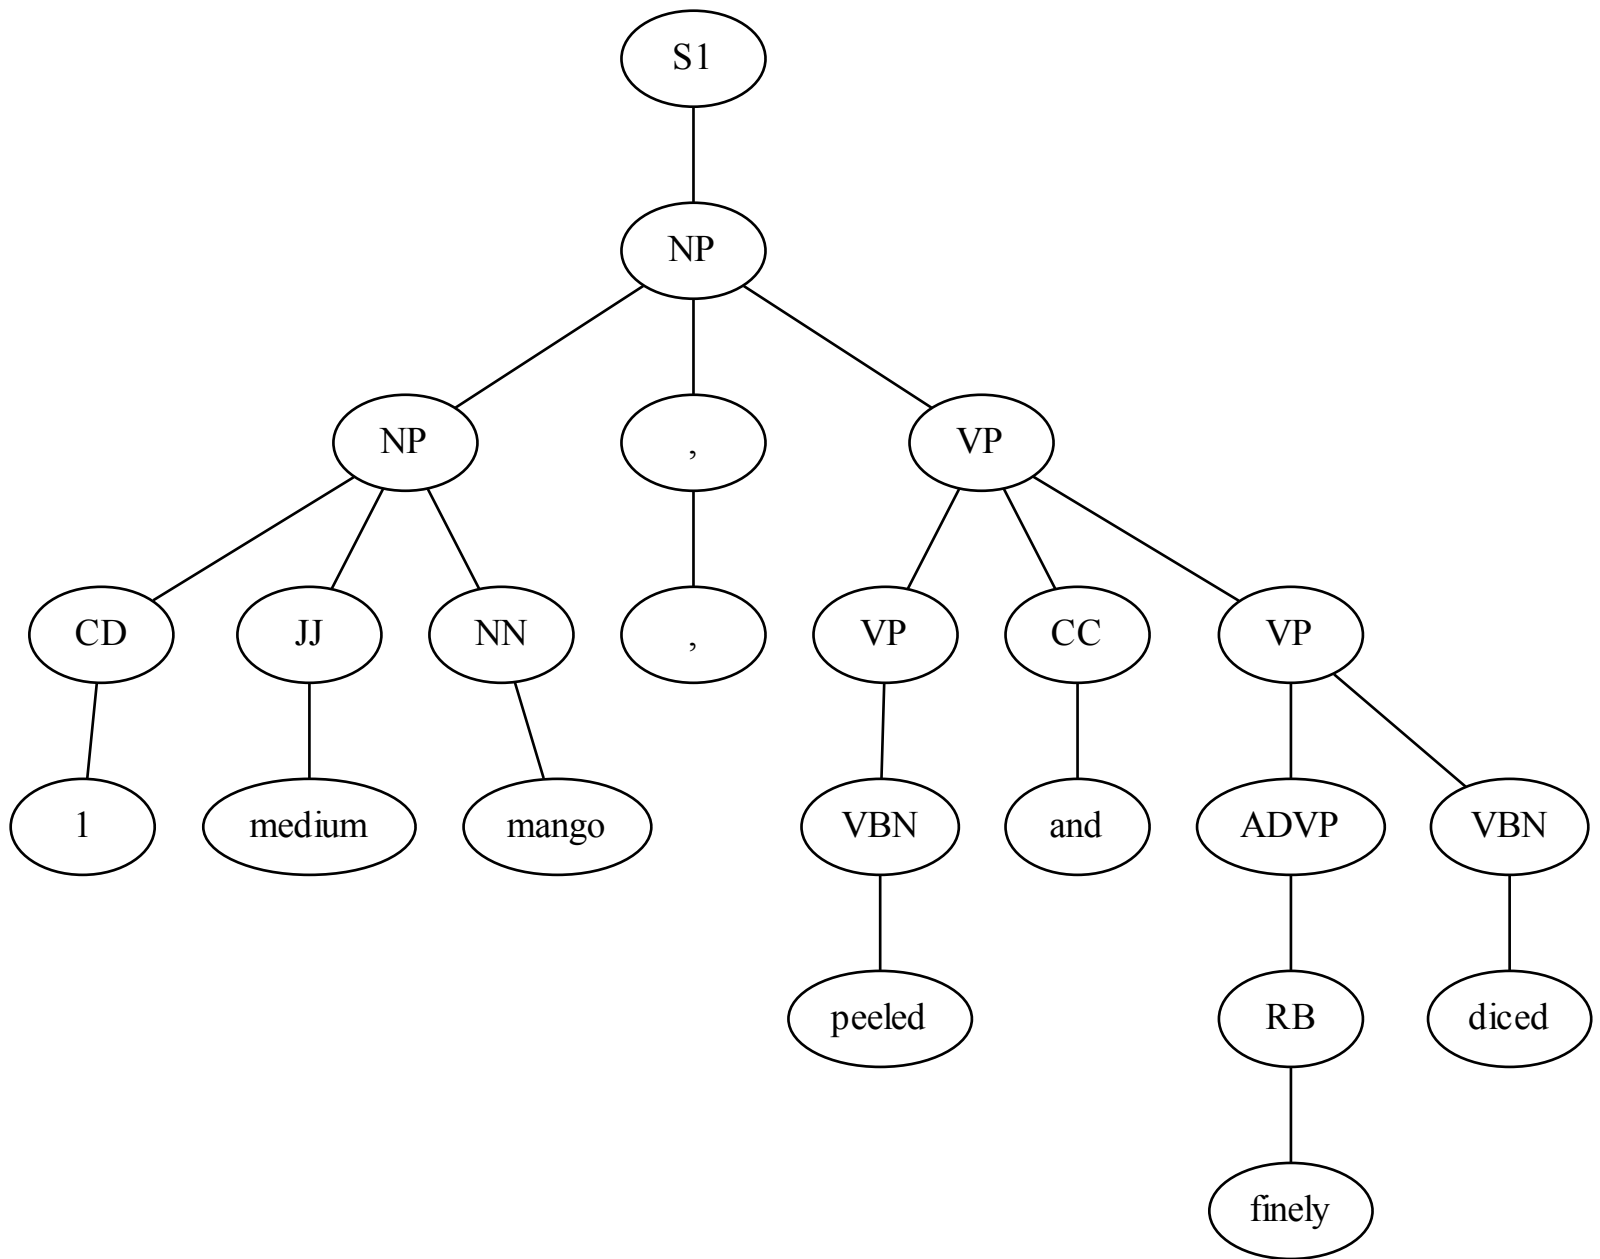 S1
NP
NP , VP
CD JJ NN , VP CC VP
1 medium mango VBN and ADVP VBN
peeled RB diced
finely